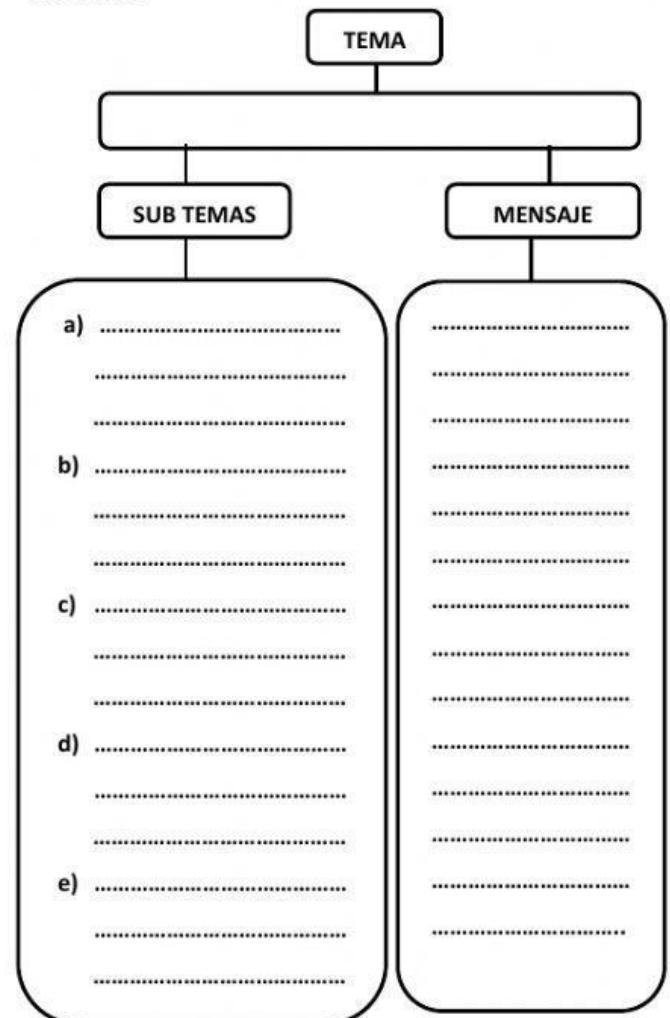 TEMA
SUB TEMAS
MENSAJE
a) ..........................................
............................................
............................................
b) ............................................
............................................
............................................
c) ............................................
............................................
............................................
d) ............................................
............................................
............................................
e) ............................................
............................................
............................................